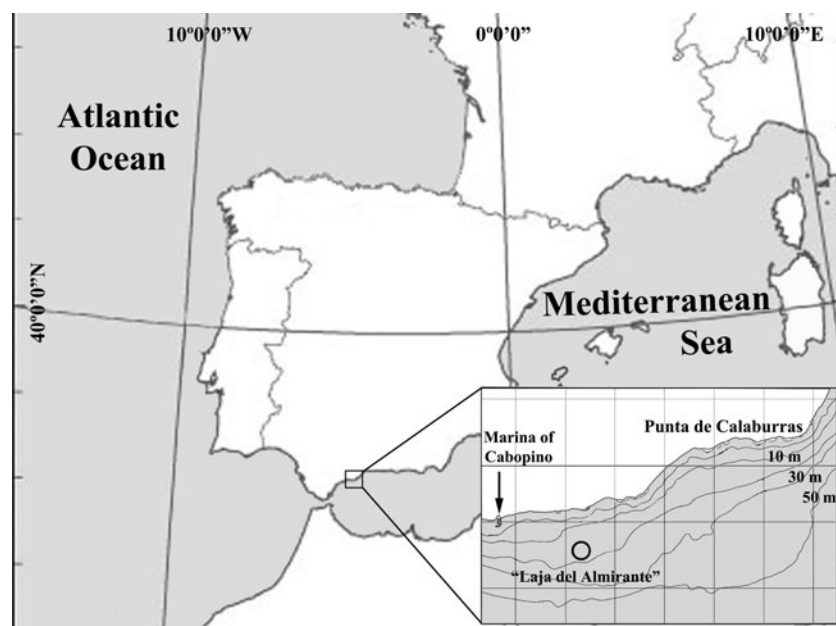 10º0’0”W
0º0’0”
10º0’0”E
Atlantic
Ocean
40º0’0”N
Mediterranean
Sea
Punta de Calaburras
Marina of
Cabopino
10 m
30 m
50 m
“Laja del Almirante”